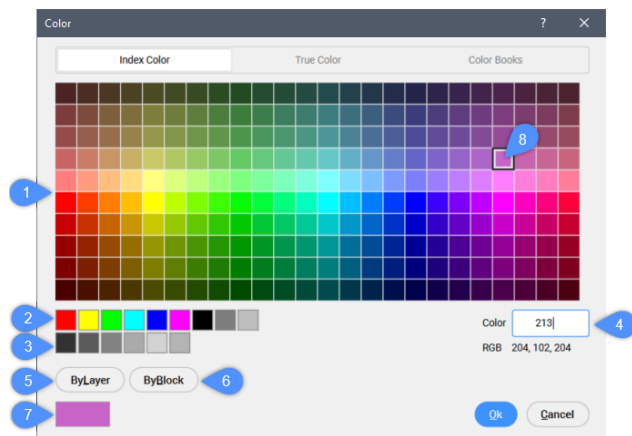 Color ?
Index Color True Color Color Books
8
1
2
Color 213 4
3
RGB 204, 102, 204
5 ByLayer ByBlock 6
7
Ok Cancel